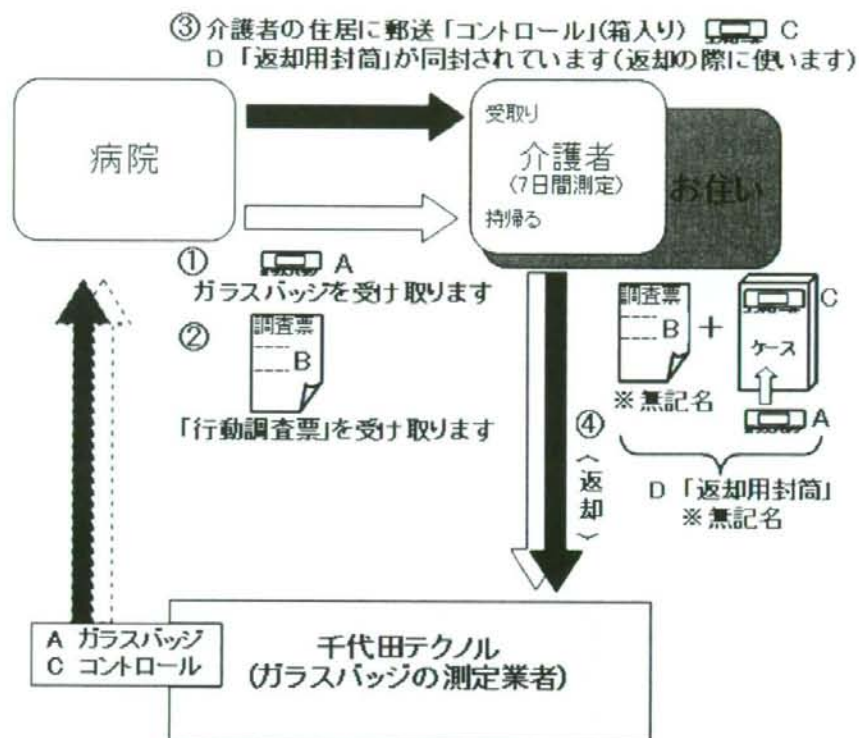 ③ 介護者の住居に郵送「コントロール」(箱入り) C
D 「返却用封筒」が同封されています(返却の際に使います)
病院
受取り
介護者
(7日間測定)
持帰る
お住い
① A
ガラスバッジを受け取ります
②
調査票
B
「行動調査票」を受け取ります
調査票
B
※無記名
+
C
ケース
A
④
〈返却〉
D 「返却用封筒」
※無記名
A ガラスバッジ
C コントロール
千代田テクノル
(ガラスバッジの測定業者)